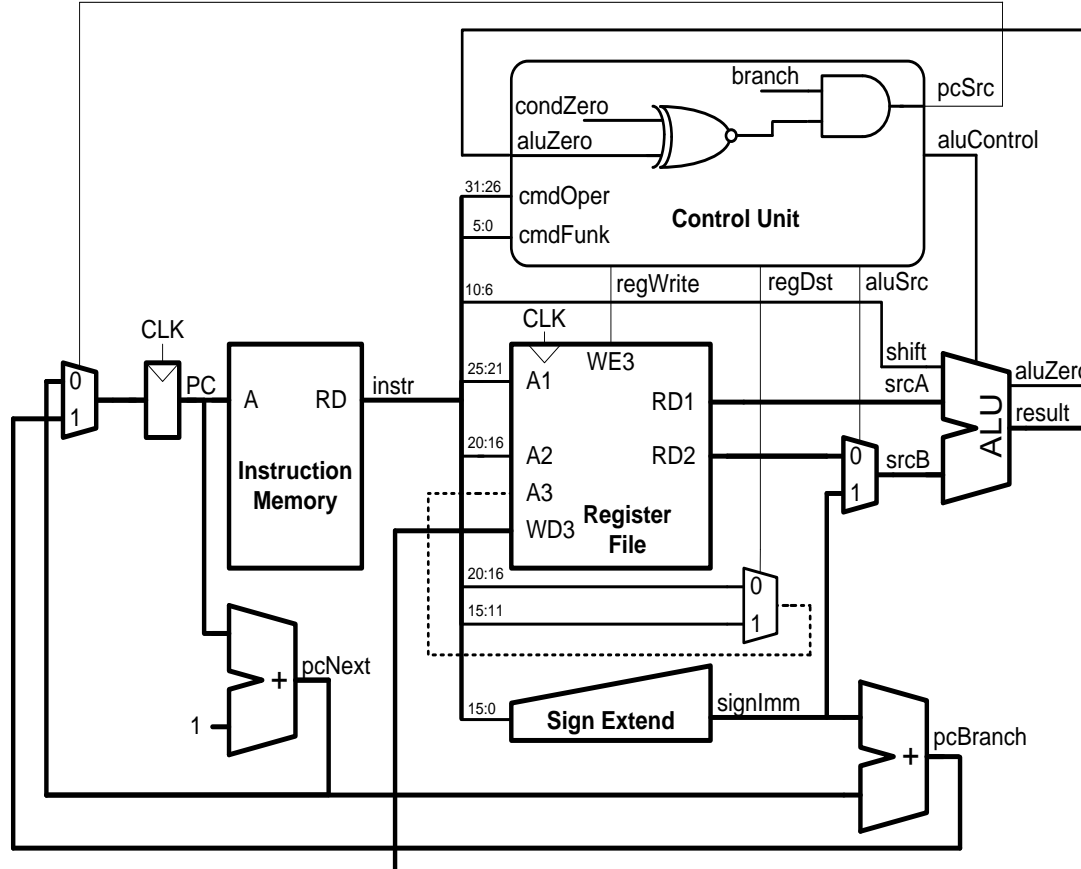 branch
pcSrc
condZero
aluZero
aluControl
31:26
cmdOper
5:0
cmdFunk
Control Unit
regWrite
regDst
aluSrc
10:6
CLK
CLK
WE3
shift
0
1
PC
A
RD
instr
25:21
A1
RD1
srcA
aluZero
result
ALU
20:16
A2
RD2
0
1
srcB
Instruction
Memory
A3
WD3
Register
File
20:16
0
15:11
1
pcNext
+
1
15:0
Sign Extend
signImm
+
pcBranch